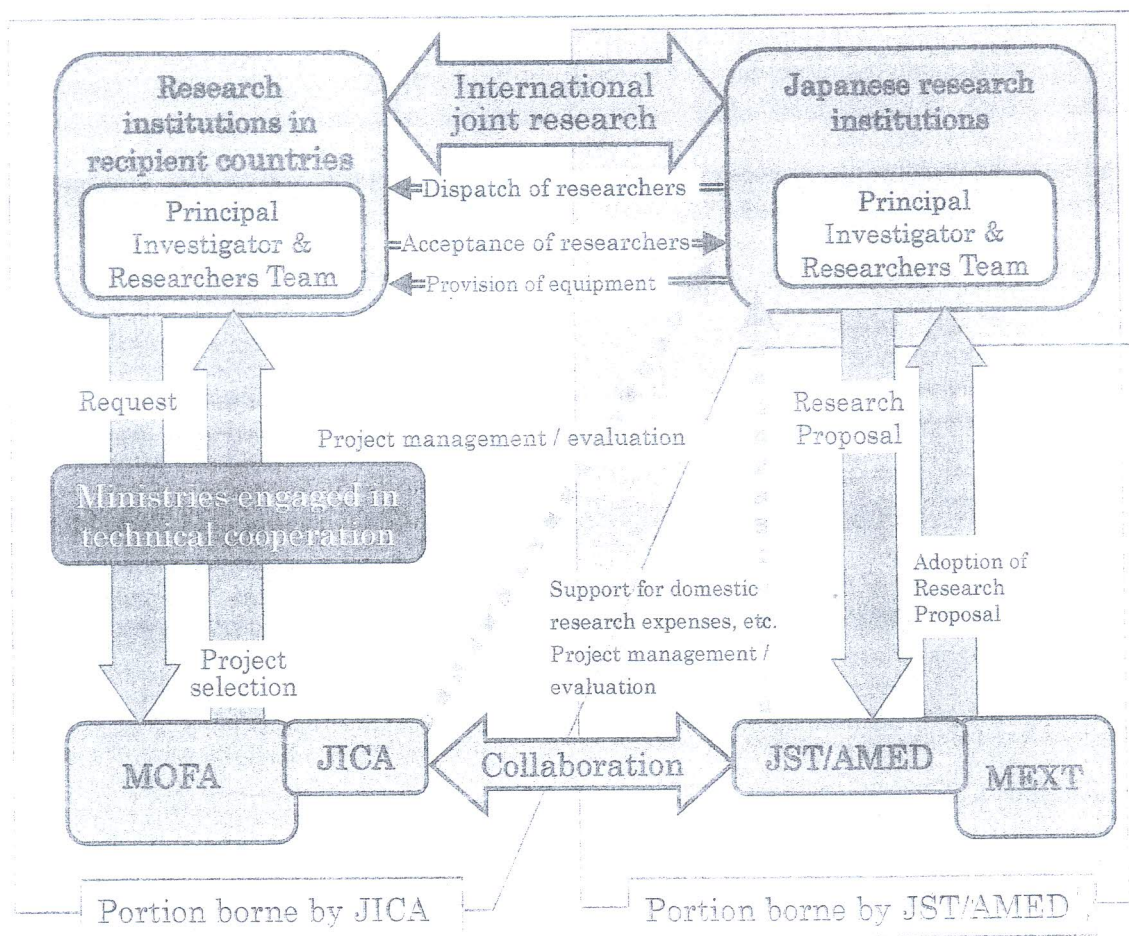 Research
institutions in
recipient countries
Principal
Investigator &
Researchers Team
International
joint research
Dispatch of researchers
Acceptance of researchers
Provision of equipment
Japanese research
institutions
Principal
Investigator &
Researchers Team
Request
Project management / evaluation
Research
Proposal
Ministries engaged in
technical cooperation
Adoption of
Research
Proposal
Support for domestic
research expenses, etc.
Project management /
evaluation
Project
selection
MOFA
JICA
Collaboration
JST/AMED
MEXT
Portion borne by JICA
Portion borne by JST/AMED